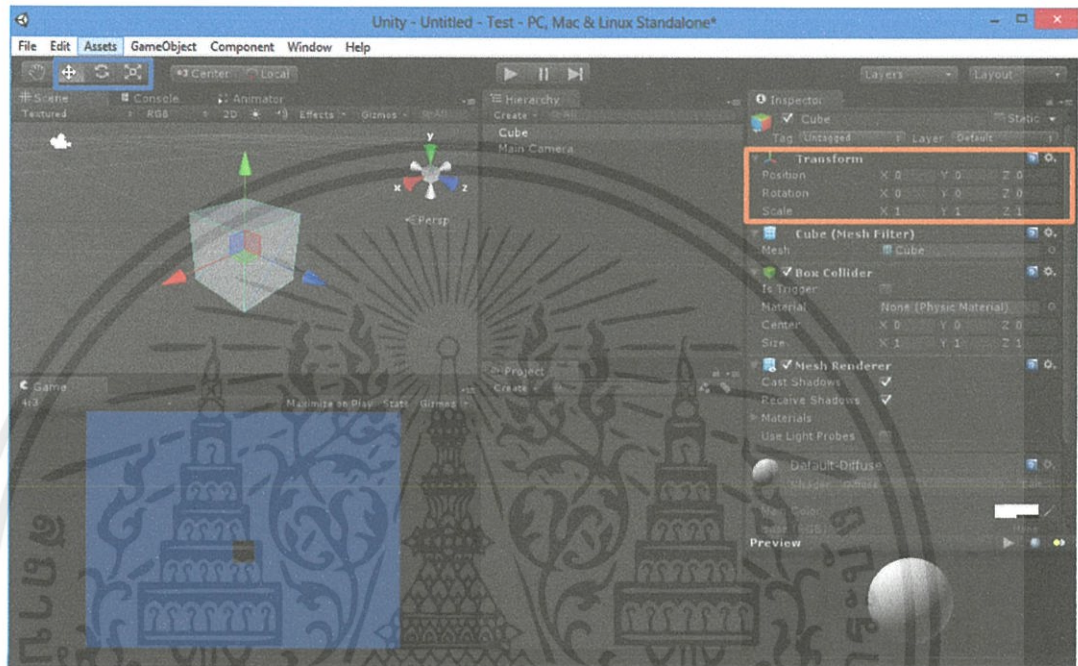 Unity - Untitled - Test - PC, Mac & Linux Standalone*
File Edit Assets GameObject Component Window Help
Center Local
Layers Layout
Scene Console Animator
Textured RGB 2D Effects Gizmos
Hierarchy
Create
Cube
Main Camera
y
x z
Persp
Inspector
Cube Static
Tag Untagged Layer Default
Transform
Position X 0 Y 0 Z 0
Rotation X 0 Y 0 Z 0
Scale X 1 Y 1 Z 1
Cube (Mesh Filter)
Mesh Cube
Box Collider
Is Trigger
Material None (Physic Material)
Center X 0 Y 0 Z 0
Size X 1 Y 1 Z 1
Mesh Renderer
Cast Shadows
Receive Shadows
Materials
Use Light Probes
Default-Diffuse
Shader
Preview
Project
Create
Game
4:3
Maximize on Play Stats Gizmos